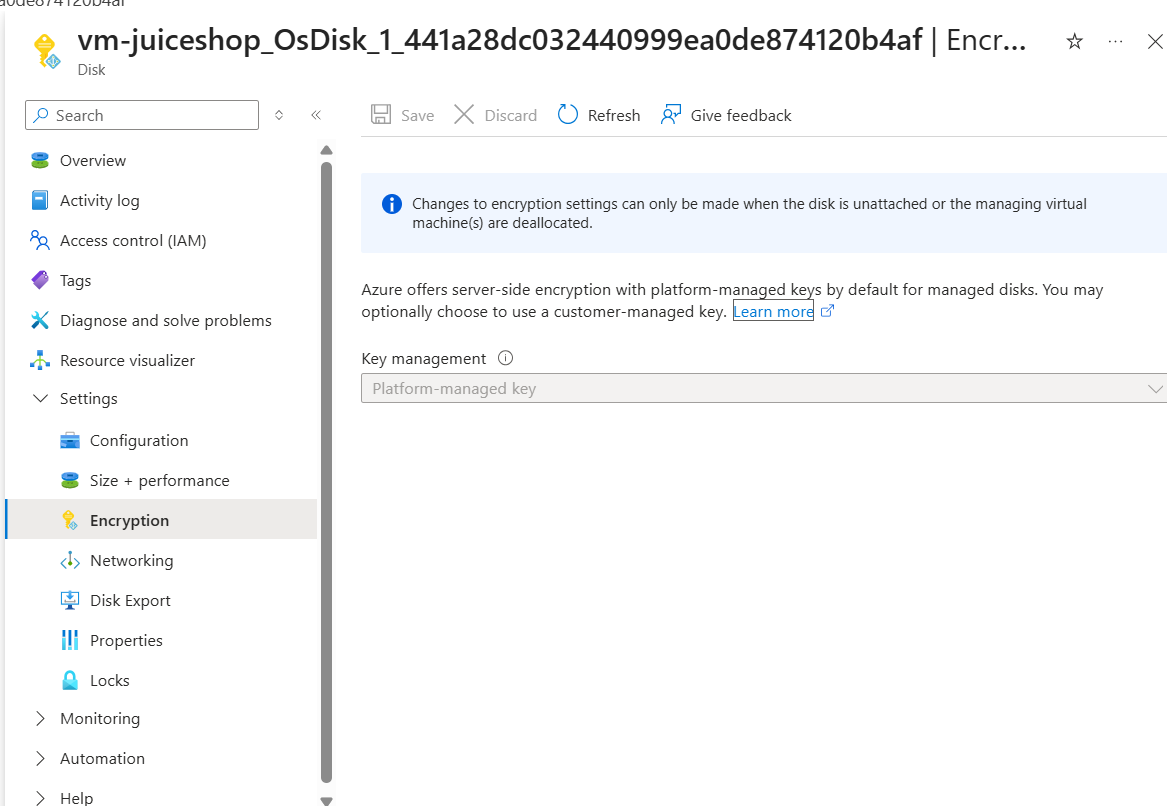 a0de874120b4af
vm-juiceshop_OsDisk_1_441a28dc032440999ea0de874120b4af | Encr...
Disk
Search
Save
Discard
Refresh
Give feedback
Overview
Activity log
Access control (IAM)
Tags
Diagnose and solve problems
Resource visualizer
Settings
Configuration
Size + performance
Encryption
Networking
Disk Export
Properties
Locks
Monitoring
Automation
Help
Changes to encryption settings can only be made when the disk is unattached or the managing virtual
machine(s) are deallocated.
Azure offers server-side encryption with platform-managed keys by default for managed disks. You may
optionally choose to use a customer-managed key. Learn more
Key management
Platform-managed key